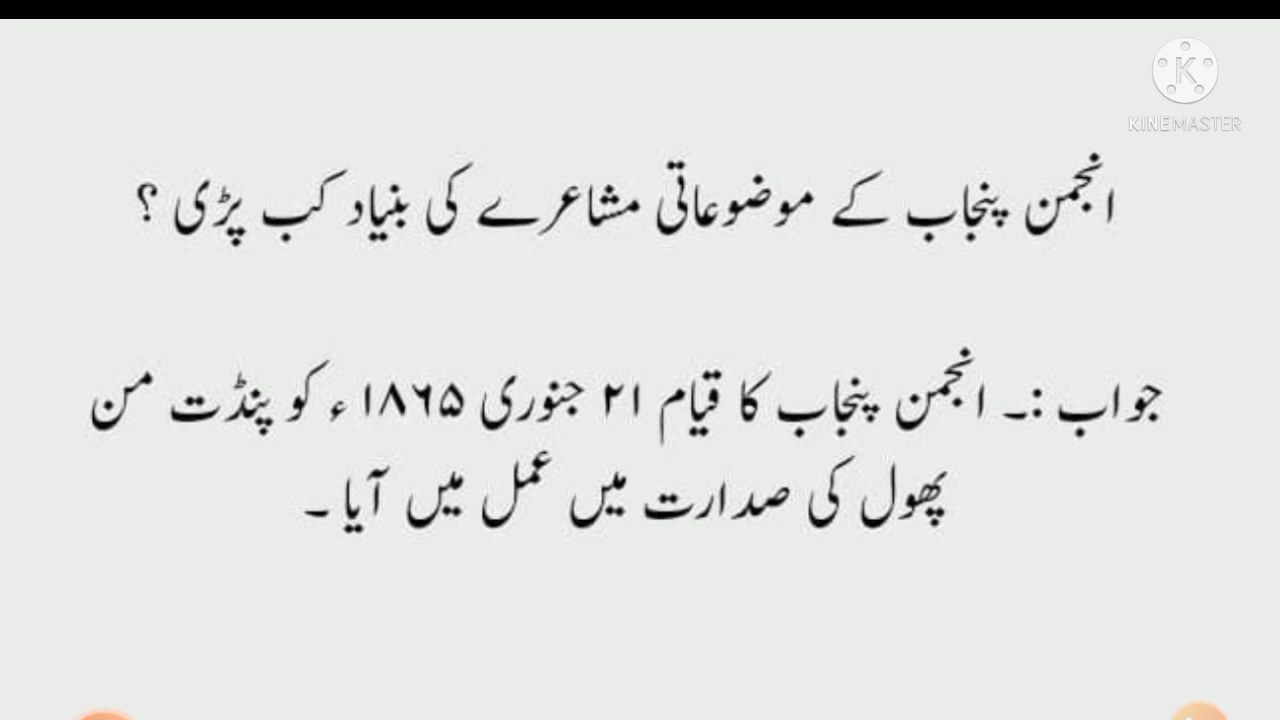 KINEMASTER
انجمن پنجاب کے موضوعاتی مشاعرے کی بنیاد کب پڑی ؟
جواب :۔ انجمن پنجاب کا قیام ۲۱ جنوری ۱۸۶۵ء کو پنڈت من
پھول کی صدارت میں عمل میں آیا ۔